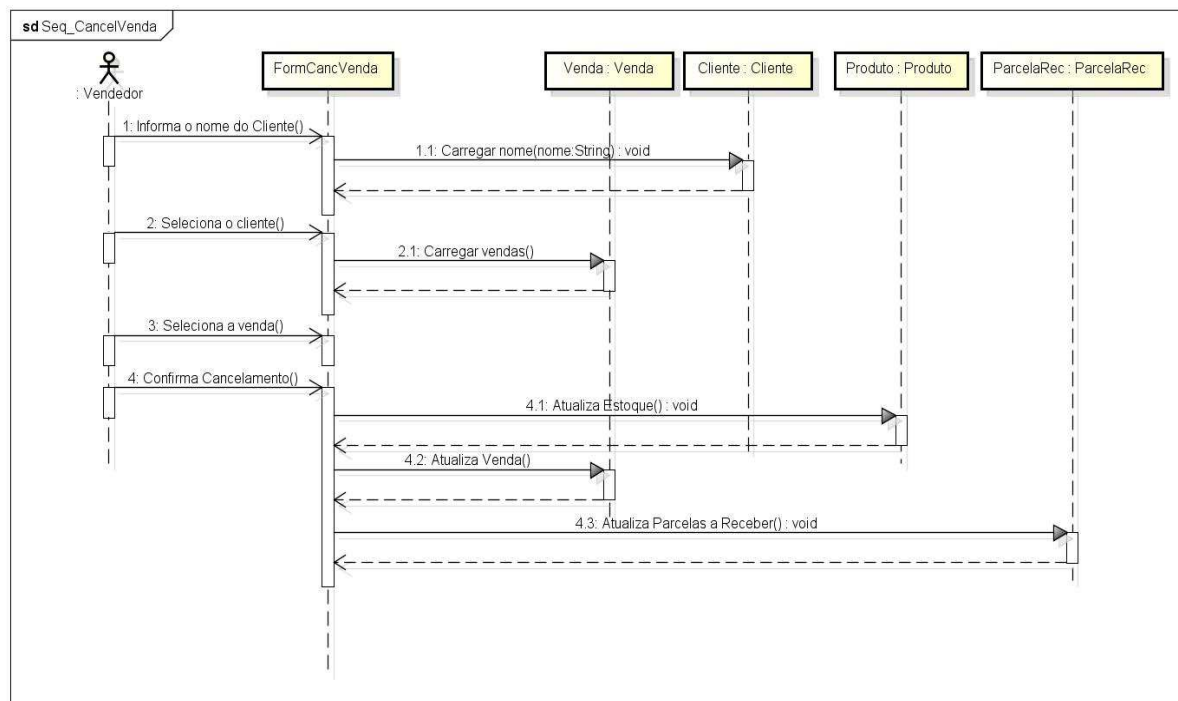 sd Seq_CancelVenda
: Vendedor
FormCancVenda
Venda : Venda
Cliente : Cliente
Produto : Produto
ParcelaRec : ParcelaRec
1: Informa o nome do Cliente()
1.1: Carregar nome(nome:String) : void
2: Seleciona o cliente()
2.1: Carregar vendas()
3: Seleciona a venda()
4: Confirma Cancelamento()
4.1: Atualiza Estoque() : void
4.2: Atualiza Venda()
4.3: Atualiza Parcelas a Receber() : void